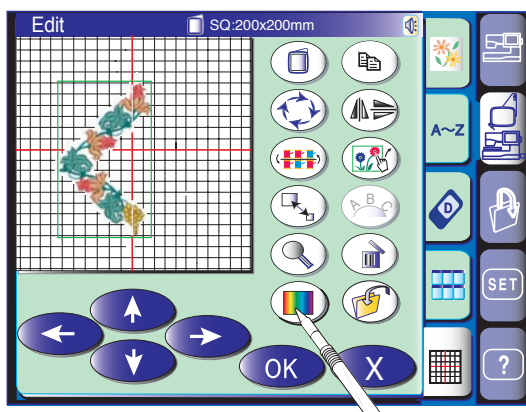 Edit
SQ:200x200mm
A~Z
A B C
D
SET
OK
X
?